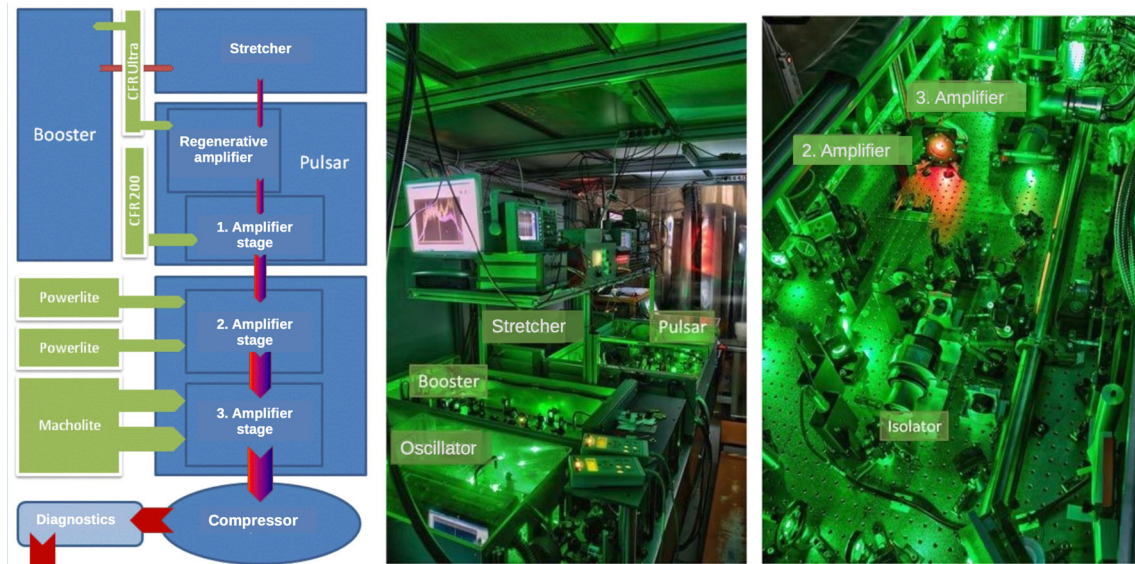 Booster
CFR Ultra
CFR 200
Stretcher
Regenerative
amplifier
Pulsar
1. Amplifier
stage
Powerlite
Powerlite
2. Amplifier
stage
Macholite
3. Amplifier
stage
Diagnostics
Compressor
Stretcher
Pulsar
Booster
Oscillator
3. Amplifier
2. Amplifier
Isolator